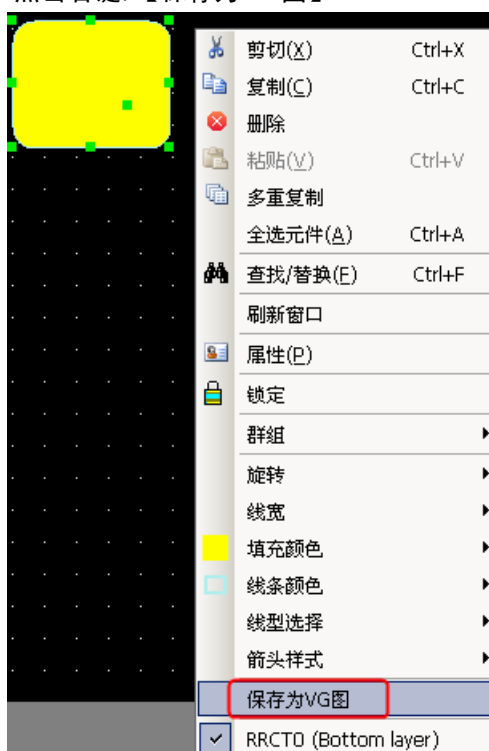 剪切(X) Ctrl+X
复制(C) Ctrl+C
删除
粘贴(V) Ctrl+V
多重复制
全选元件(A) Ctrl+A
查找/替换(F) Ctrl+F
刷新窗口
属性(P)
锁定
群组
旋转
线宽
填充颜色
线条颜色
线型选择
箭头样式
保存为VG图
RRCT0 (Bottom layer)